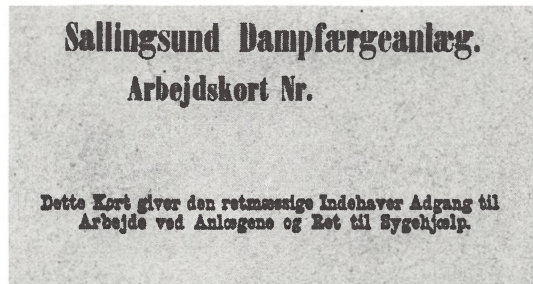 Sallingsund Dampfærgeanlæg.
Arbejdskort Nr.
Dette Kort giver den retmæssige Indehaver Adgang til
Arbejde ved Anlægene og Ret til Sygehjælp.